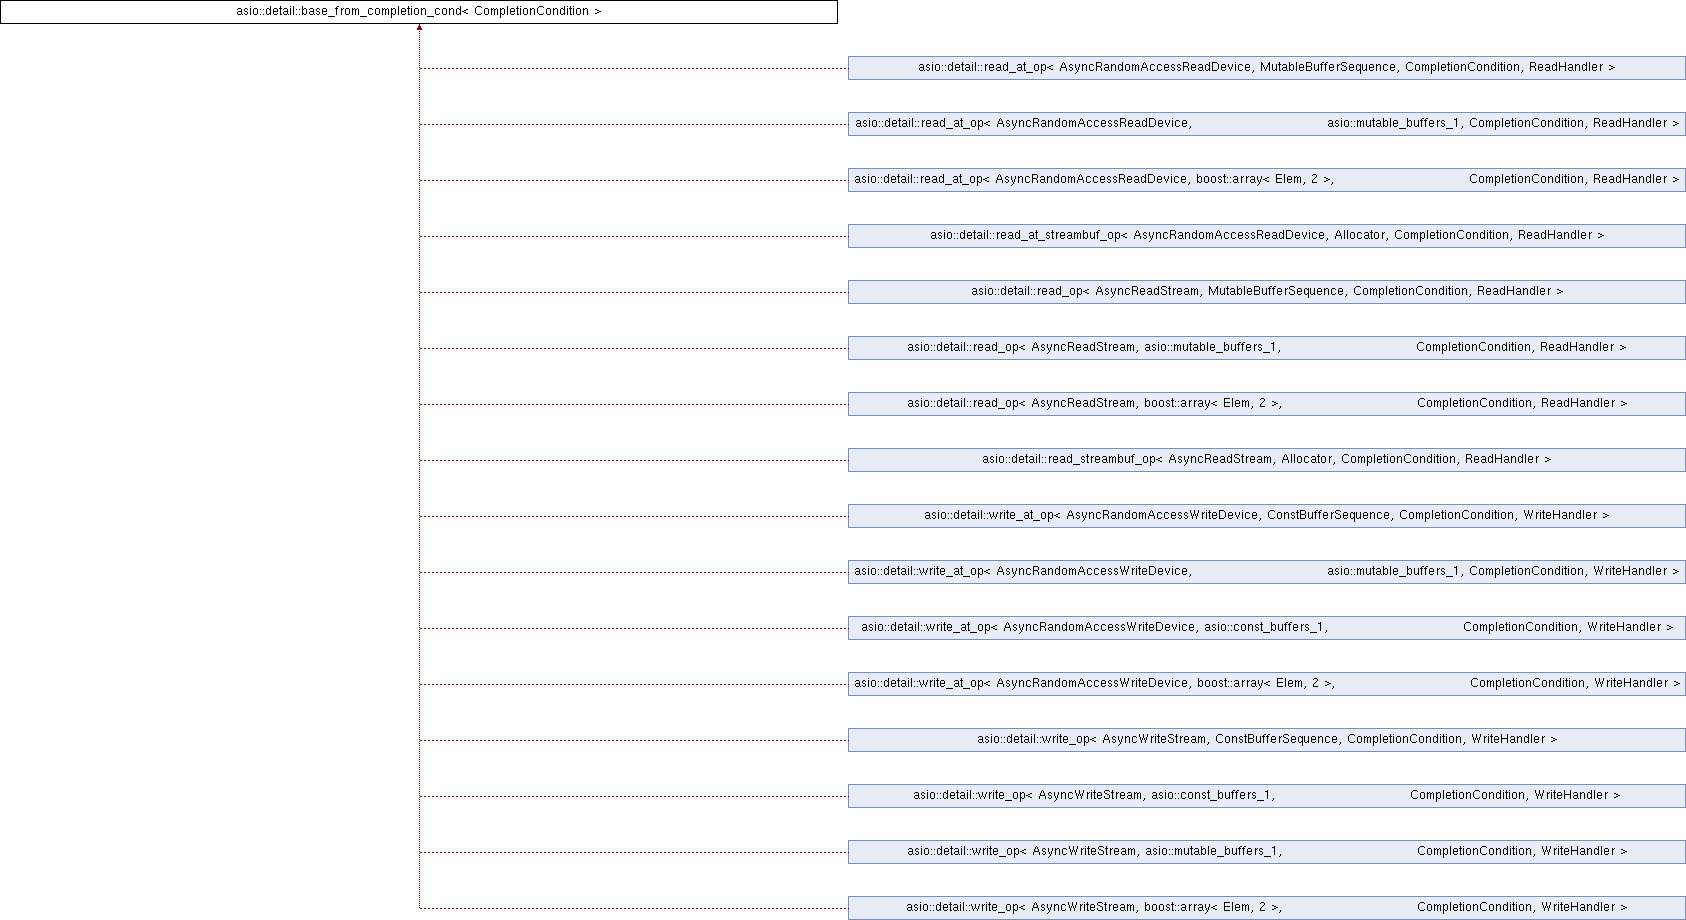 asio::detail::base_from_completion_cond< CompletionCondition >
asio::detail::read_at_op< AsyncRandomAccessReadDevice, MutableBufferSequence, CompletionCondition, ReadHandler >
asio::detail::read_at_op< AsyncRandomAccessReadDevice, asio::mutable_buffers_1, CompletionCondition, ReadHandler >
asio::detail::read_at_op< AsyncRandomAccessReadDevice, boost::array< Elem, 2 >, CompletionCondition, ReadHandler >
asio::detail::read_at_streambuf_op< AsyncRandomAccessReadDevice, Allocator, CompletionCondition, ReadHandler >
asio::detail::read_op< AsyncReadStream, MutableBufferSequence, CompletionCondition, ReadHandler >
asio::detail::read_op< AsyncReadStream, asio::mutable_buffers_1, CompletionCondition, ReadHandler >
asio::detail::read_op< AsyncReadStream, boost::array< Elem, 2 >, CompletionCondition, ReadHandler >
asio::detail::read_streambuf_op< AsyncReadStream, Allocator, CompletionCondition, ReadHandler >
asio::detail::write_at_op< AsyncRandomAccessWriteDevice, ConstBufferSequence, CompletionCondition, WriteHandler >
asio::detail::write_at_op< AsyncRandomAccessWriteDevice, asio::mutable_buffers_1, CompletionCondition, WriteHandler >
asio::detail::write_at_op< AsyncRandomAccessWriteDevice, asio::const_buffers_1, CompletionCondition, WriteHandler >
asio::detail::write_at_op< AsyncRandomAccessWriteDevice, boost::array< Elem, 2 >, CompletionCondition, WriteHandler >
asio::detail::write_op< AsyncWriteStream, ConstBufferSequence, CompletionCondition, WriteHandler >
asio::detail::write_op< AsyncWriteStream, asio::const_buffers_1, CompletionCondition, WriteHandler >
asio::detail::write_op< AsyncWriteStream, asio::mutable_buffers_1, CompletionCondition, WriteHandler >
asio::detail::write_op< AsyncWriteStream, boost::array< Elem, 2 >, CompletionCondition, WriteHandler >